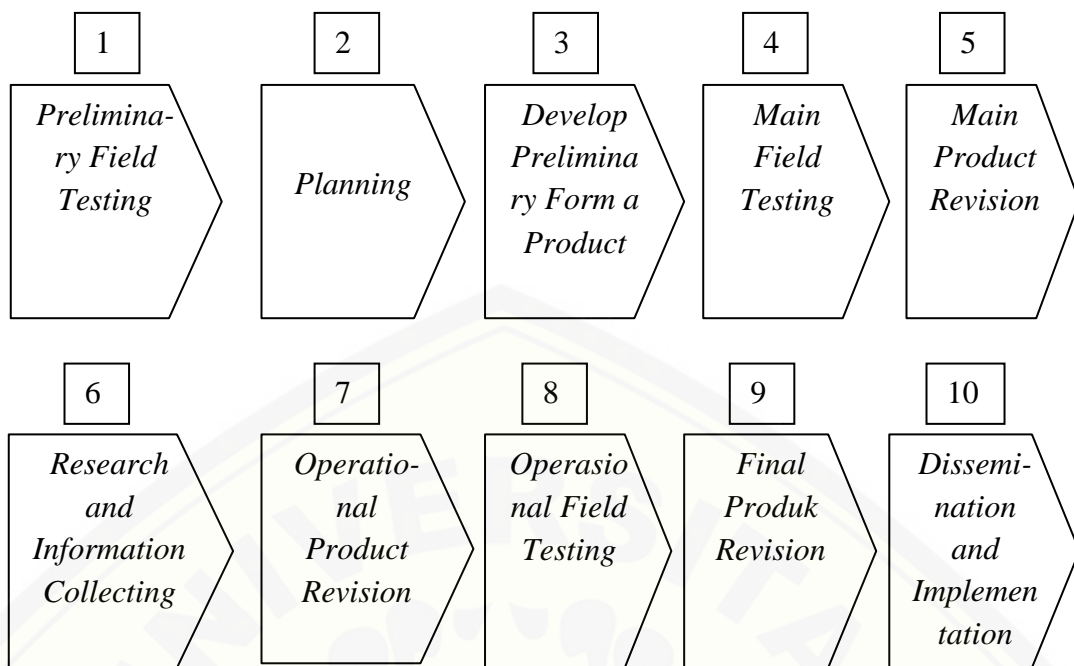 1
Prelimina-
ry Field
Testing
2
Planning
3
Develop
Prelimina
ry Form a
Product
4
Main
Field
Testing
5
Main
Product
Revision
6
Research
and
Information
Collecting
7
Operatio-
nal
Product
Revision
8
Operasio
nal Field
Testing
9
Final
Produk
Revision
10
Dissemi-
nation
and
Implemen
tation
NIVERSITA